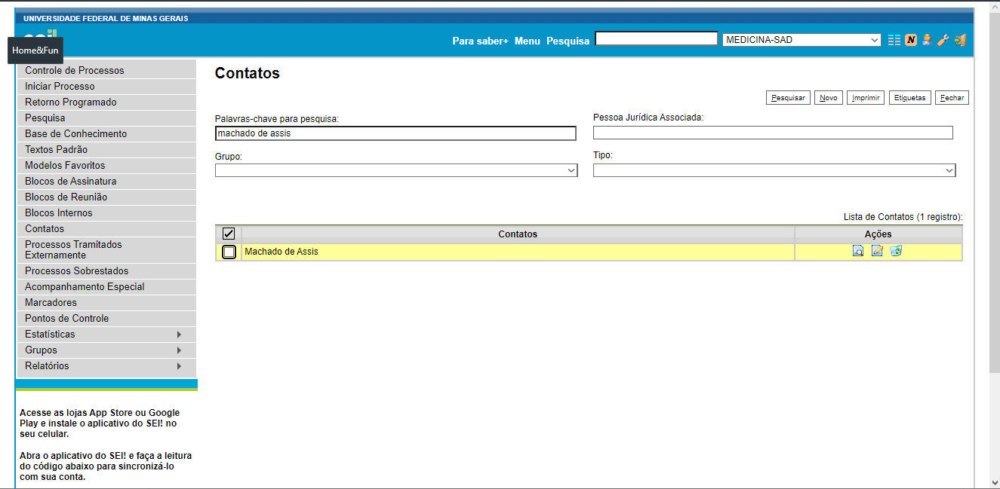 UNIVERSIDADE FEDERAL DE MINAS GERAIS
Para saber+ Menu Pesquisa MEDICINA-SAD
Home&Fun
Controle de Processos
Iniciar Processo
Retorno Programado
Pesquisa
Base de Conhecimento
Textos Padrão
Modelos Favoritos
Blocos de Assinatura
Blocos de Reunião
Blocos Internos
Contatos
Processos Tramitados
Externamente
Processos Sobrestados
Acompanhamento Especial
Marcadores
Pontos de Controle
Estatísticas
Grupos
Relatórios
Acesse as lojas App Store ou Google
Play e instale o aplicativo do SEI! no
seu celular.
Abra o aplicativo do SEI! e faça a leitura
do código abaixo para sincronizá-lo
com sua conta.
Contatos
Pesquisar Novo Imprimir Etiquetas Fechar
Palavras-chave para pesquisa:
machado de assis
Pessoa Jurídica Associada:
Grupo:
Tipo:
Lista de Contatos (1 registro):
Contatos Ações
Machado de Assis